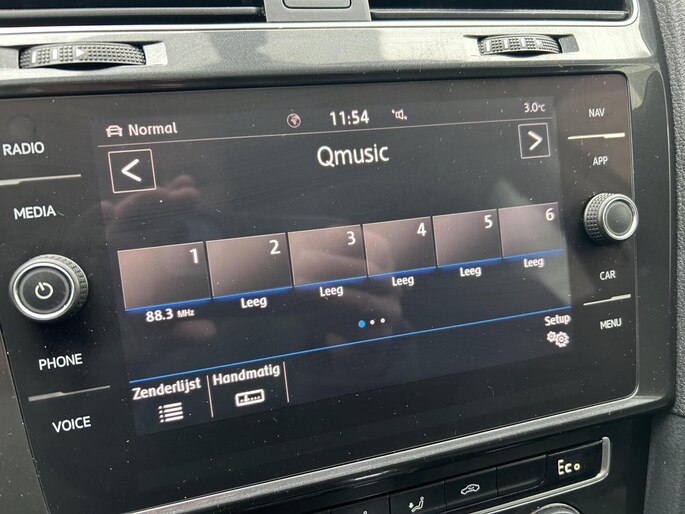 RADIO
MEDIA
PHONE
VOICE
Normal
11:54
3.0°C
Qmusic
<
>
1 2 3 4 5 6
88.3 MHz Leeg Leeg Leeg Leeg Leeg
Setup
Zenderlijst Handmatig
NAV
APP
CAR
MENU
Eco